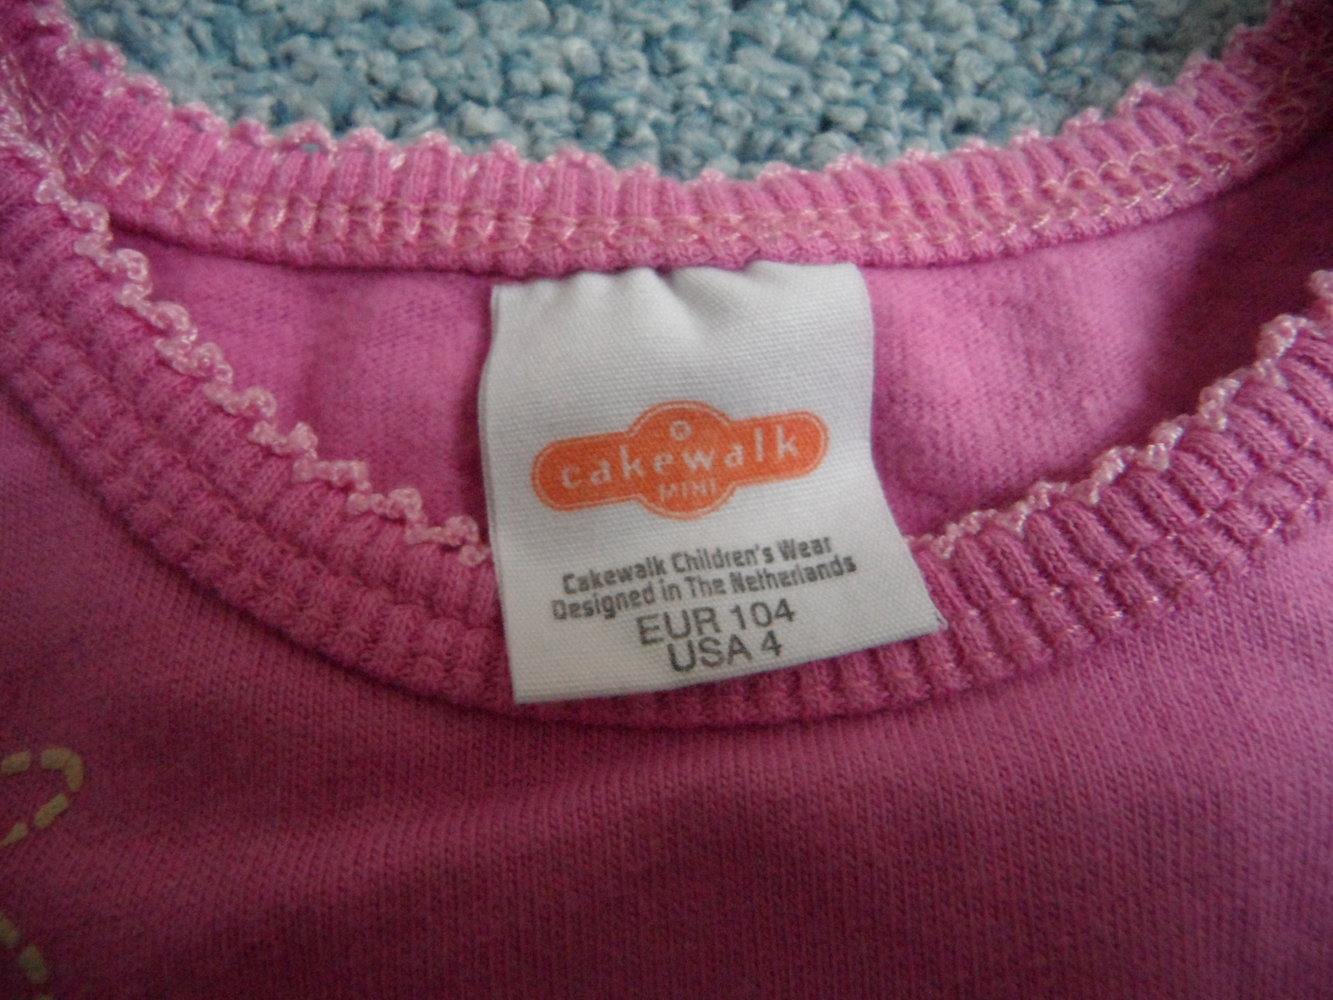 cakewalk
MINI
Cakewalk Children's Wear
Designed in The Netherlands
EUR 104
USA 4